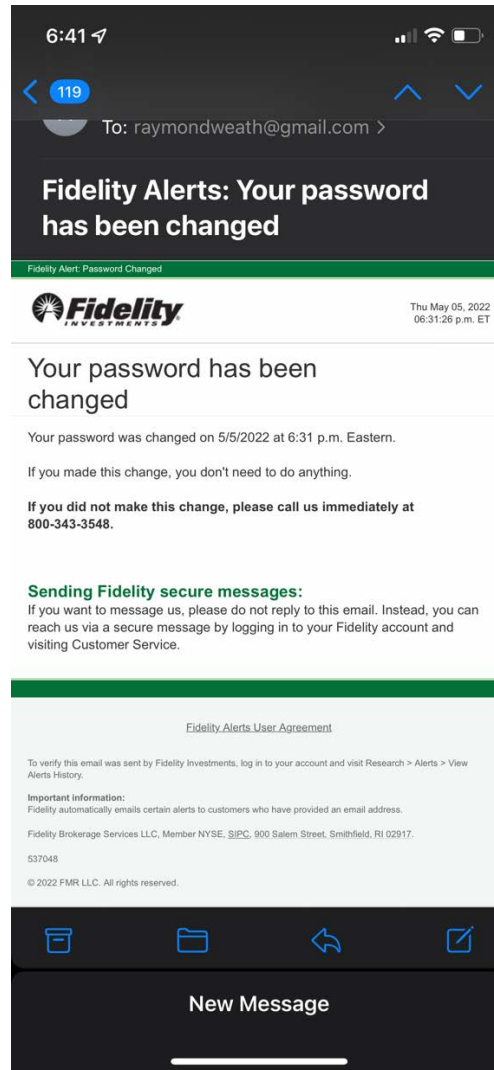 6:41
119
To: raymondweath@gmail.com >
Fidelity Alerts: Your password
has been changed
Fidelity Alert: Password Changed
Fidelity
INVESTMENTS
Thu May 05, 2022
06:31:26 p.m. ET
Your password has been
changed
Your password was changed on 5/5/2022 at 6:31 p.m. Eastern.
If you made this change, you don't need to do anything.
If you did not make this change, please call us immediately at
800-343-3548.
Sending Fidelity secure messages:
If you want to message us, please do not reply to this email. Instead, you can
reach us via a secure message by logging in to your Fidelity account and
visiting Customer Service.
Fidelity Alerts User Agreement
To verify this email was sent by Fidelity Investments, log in to your account and visit Research > Alerts > View
Alerts History.
Important information:
Fidelity automatically emails certain alerts to customers who have provided an email address.
Fidelity Brokerage Services LLC, Member NYSE, SIPC, 900 Salem Street, Smithfield, RI 02917.
537048
© 2022 FMR LLC. All rights reserved.
New Message